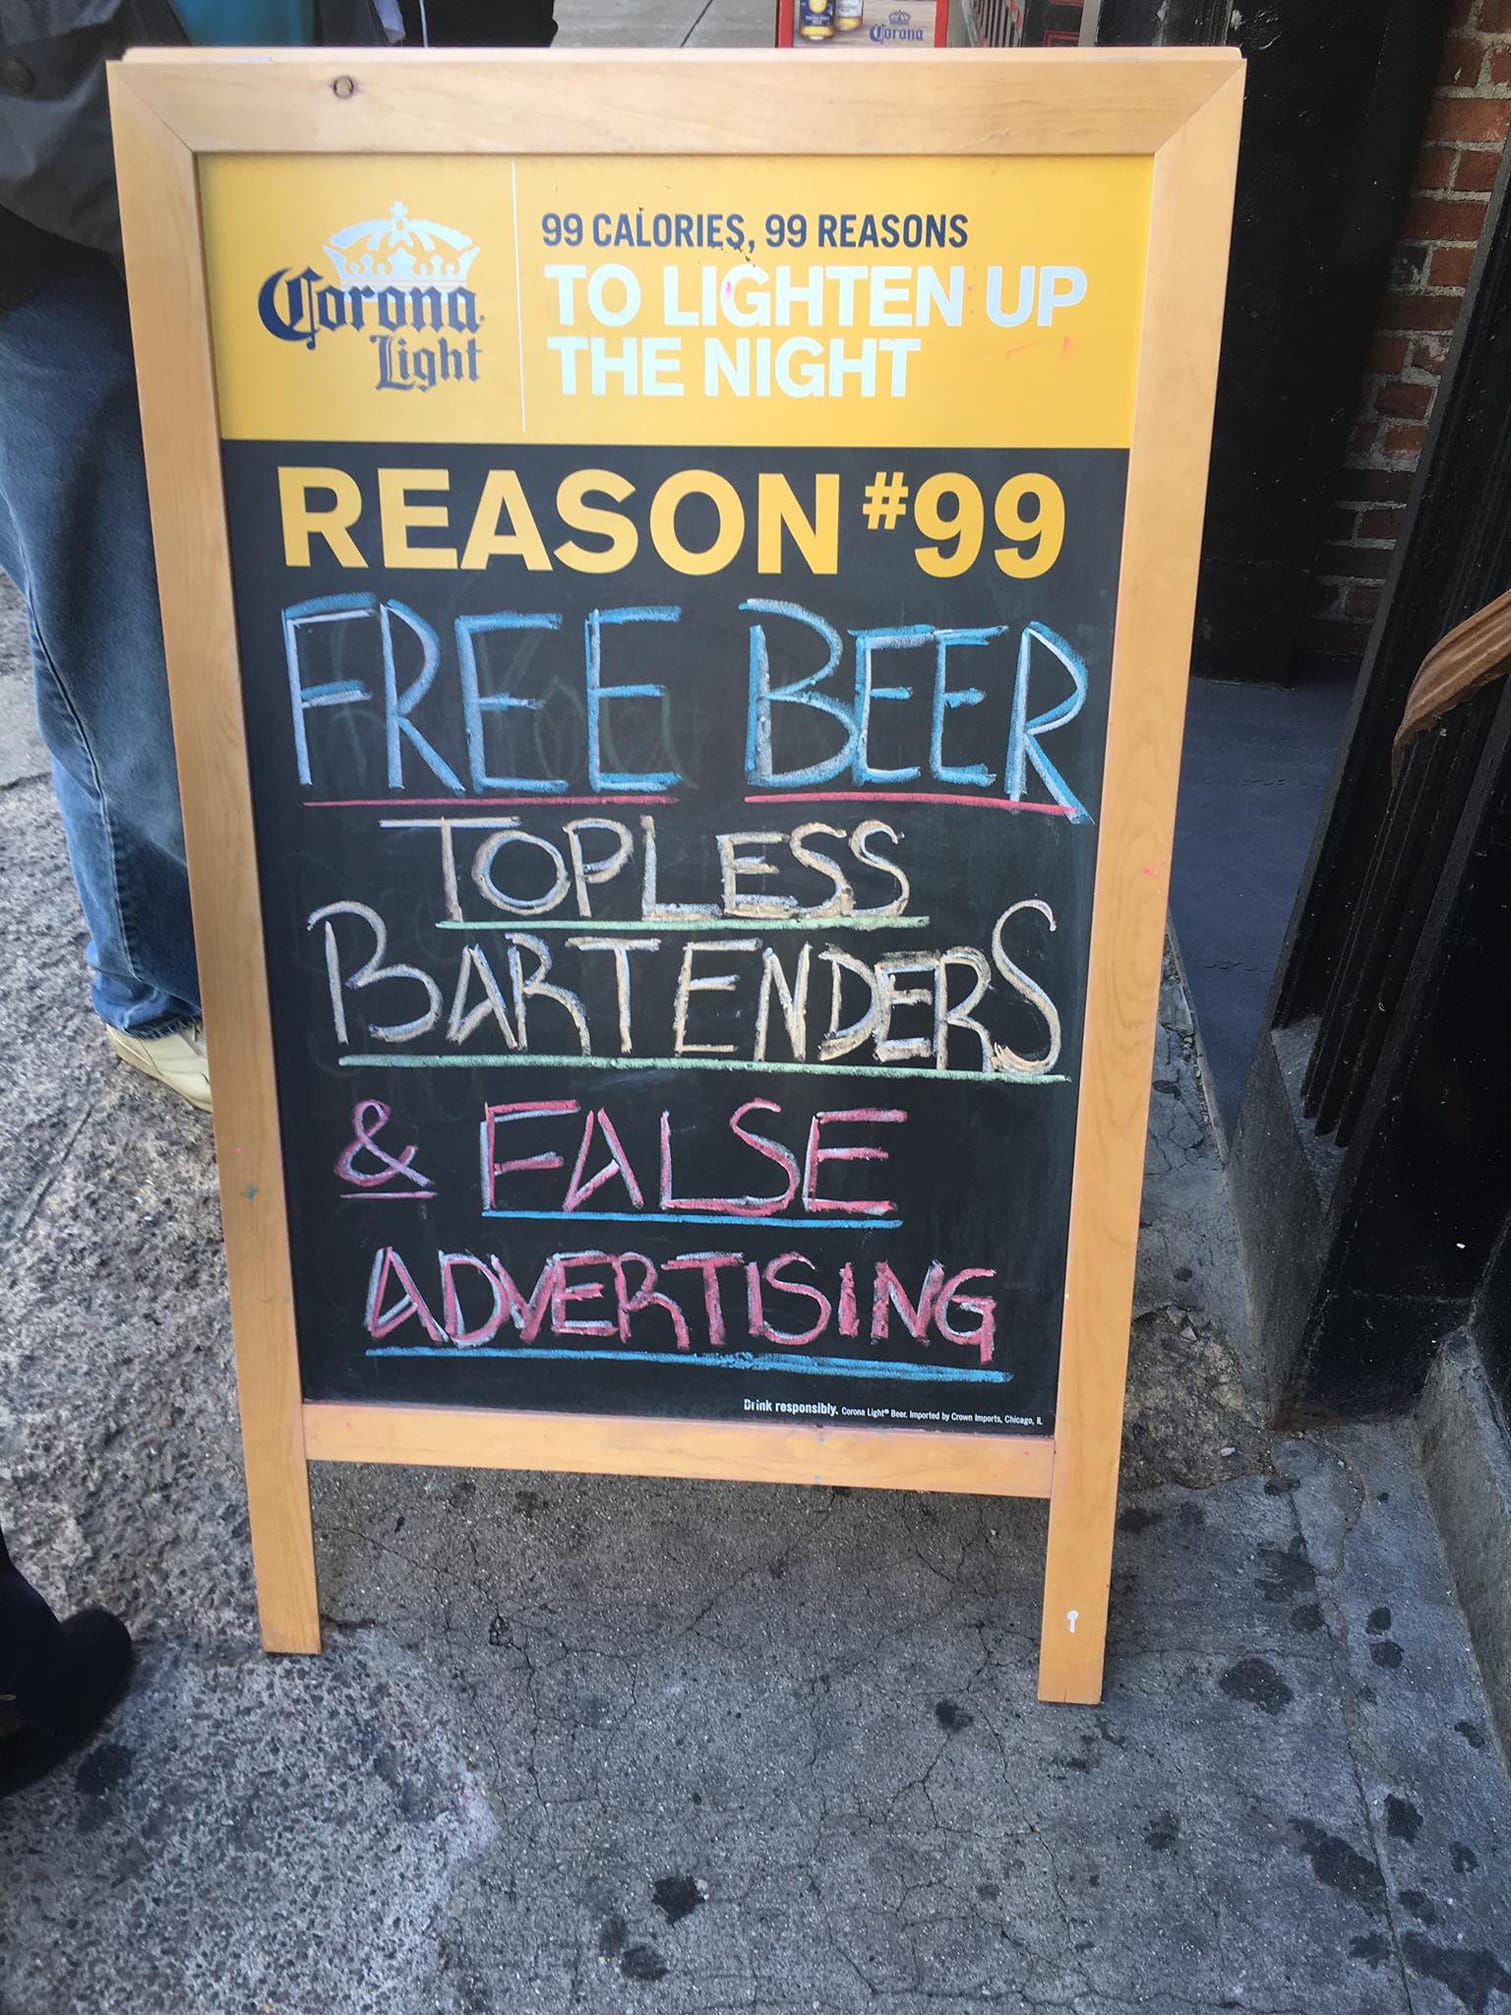 Corona
Corona
Light
99 CALORIES, 99 REASONS
TO LIGHTEN UP
THE NIGHT
REASON #99
FREE BEER
TOPLESS
BARTENDERS
& FALSE
ADVERTISING
Drink responsibly. Corona Light® Beer. Imported by Crown Imports, Chicago, IL